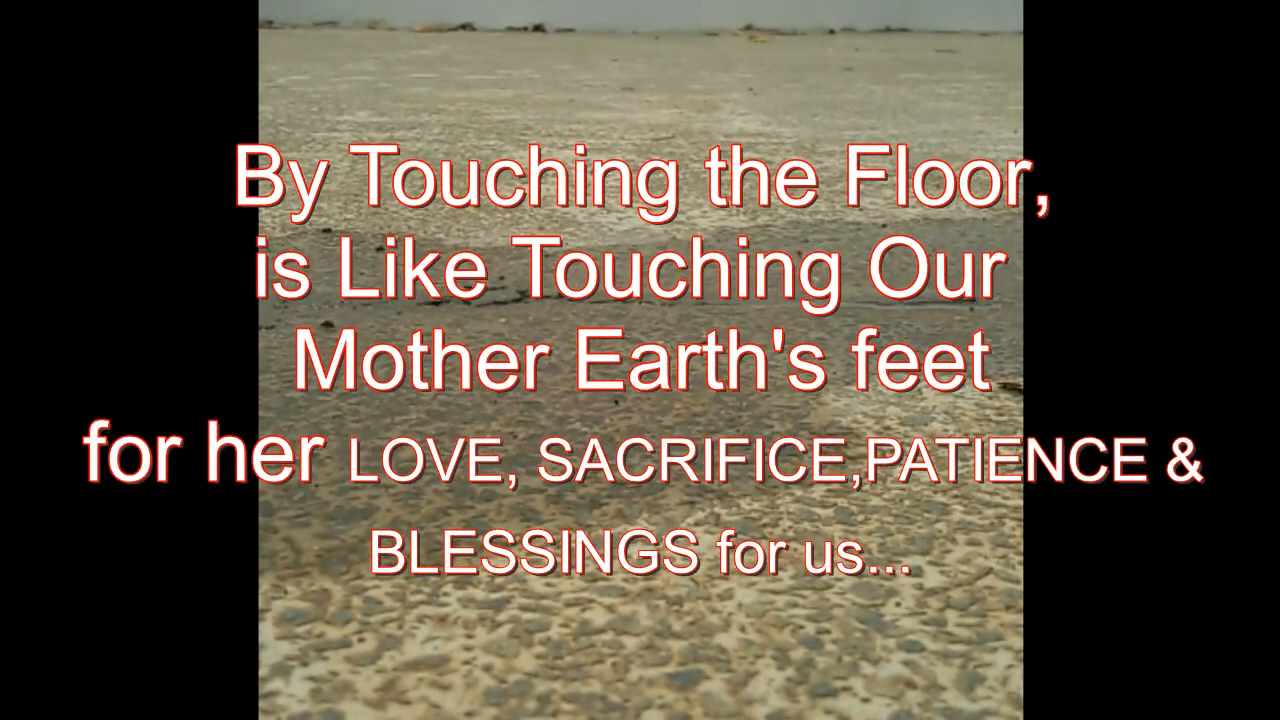 By Touching the Floor,
is Like Touching Our
Mother Earth's feet
for her LOVE, SACRIFICE,PATIENCE &
BLESSINGS for us...